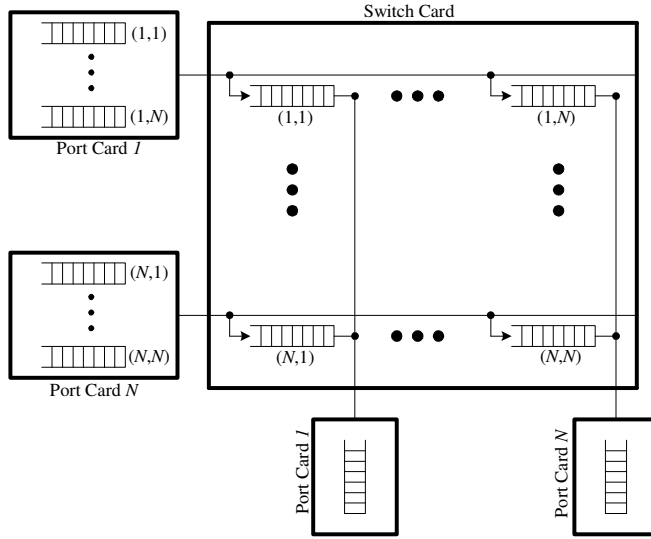 Switch Card
(1,1)
(1,N)
Port Card 1
(1,1)
(1,N)
(N,1)
(N,N)
Port Card N
(N,1)
(N,N)
Port Card 1
Port Card N